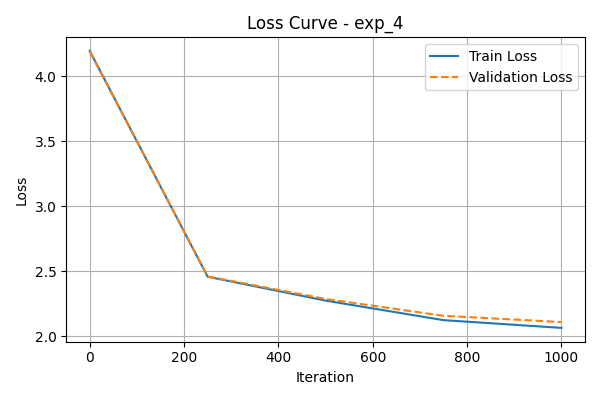 Loss Curve - exp_4
Train Loss
Validation Loss
4.0
3.5
3.0
2.5
2.0
Loss
0 200 400 600 800 1000
Iteration